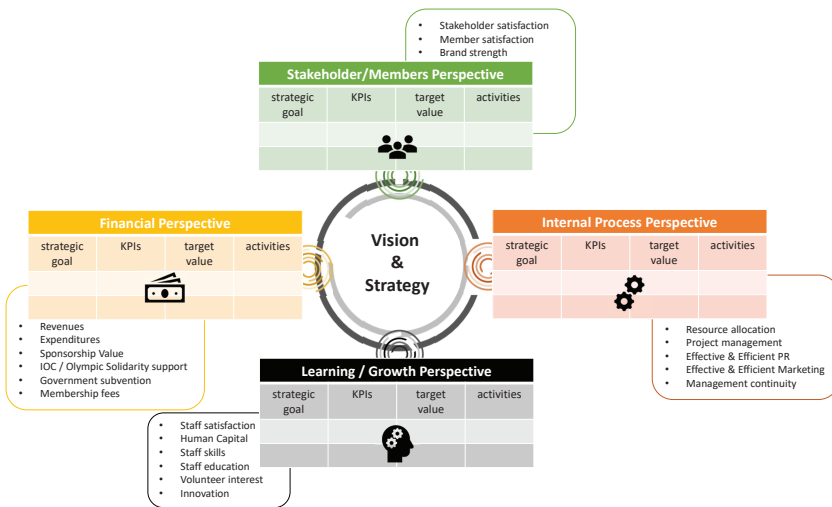 • Stakeholder satisfaction
• Member satisfaction
• Brand strength
Stakeholder/Members Perspective
strategic goal KPIs target value activities
Financial Perspective
strategic goal KPIs target value activities
• Revenues
• Expenditures
• Sponsorship Value
• IOC / Olympic Solidarity support
• Government subvention
• Membership fees
Vision
&
Strategy
Internal Process Perspective
strategic goal KPIs target value activities
• Resource allocation
• Project management
• Effective & Efficient PR
• Effective & Efficient Marketing
• Management continuity
Learning / Growth Perspective
strategic goal KPIs target value activities
• Staff satisfaction
• Human Capital
• Staff skills
• Staff education
• Volunteer interest
• Innovation